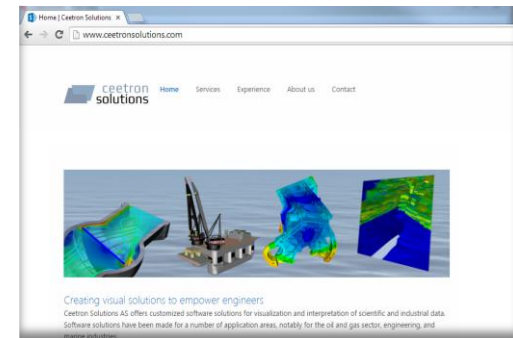 Home | Ceetron Solutions
www.ceetronsolutions.com
ceetron
solutions
Home Services Experience About us Contact
Creating visual solutions to empower engineers
Ceetron Solutions AS offers customized software solutions for visualization and interpretation of scientific and industrial data.
Software solutions have been made for a number of application areas, notably for the oil and gas sector, engineering, and
marine industries.